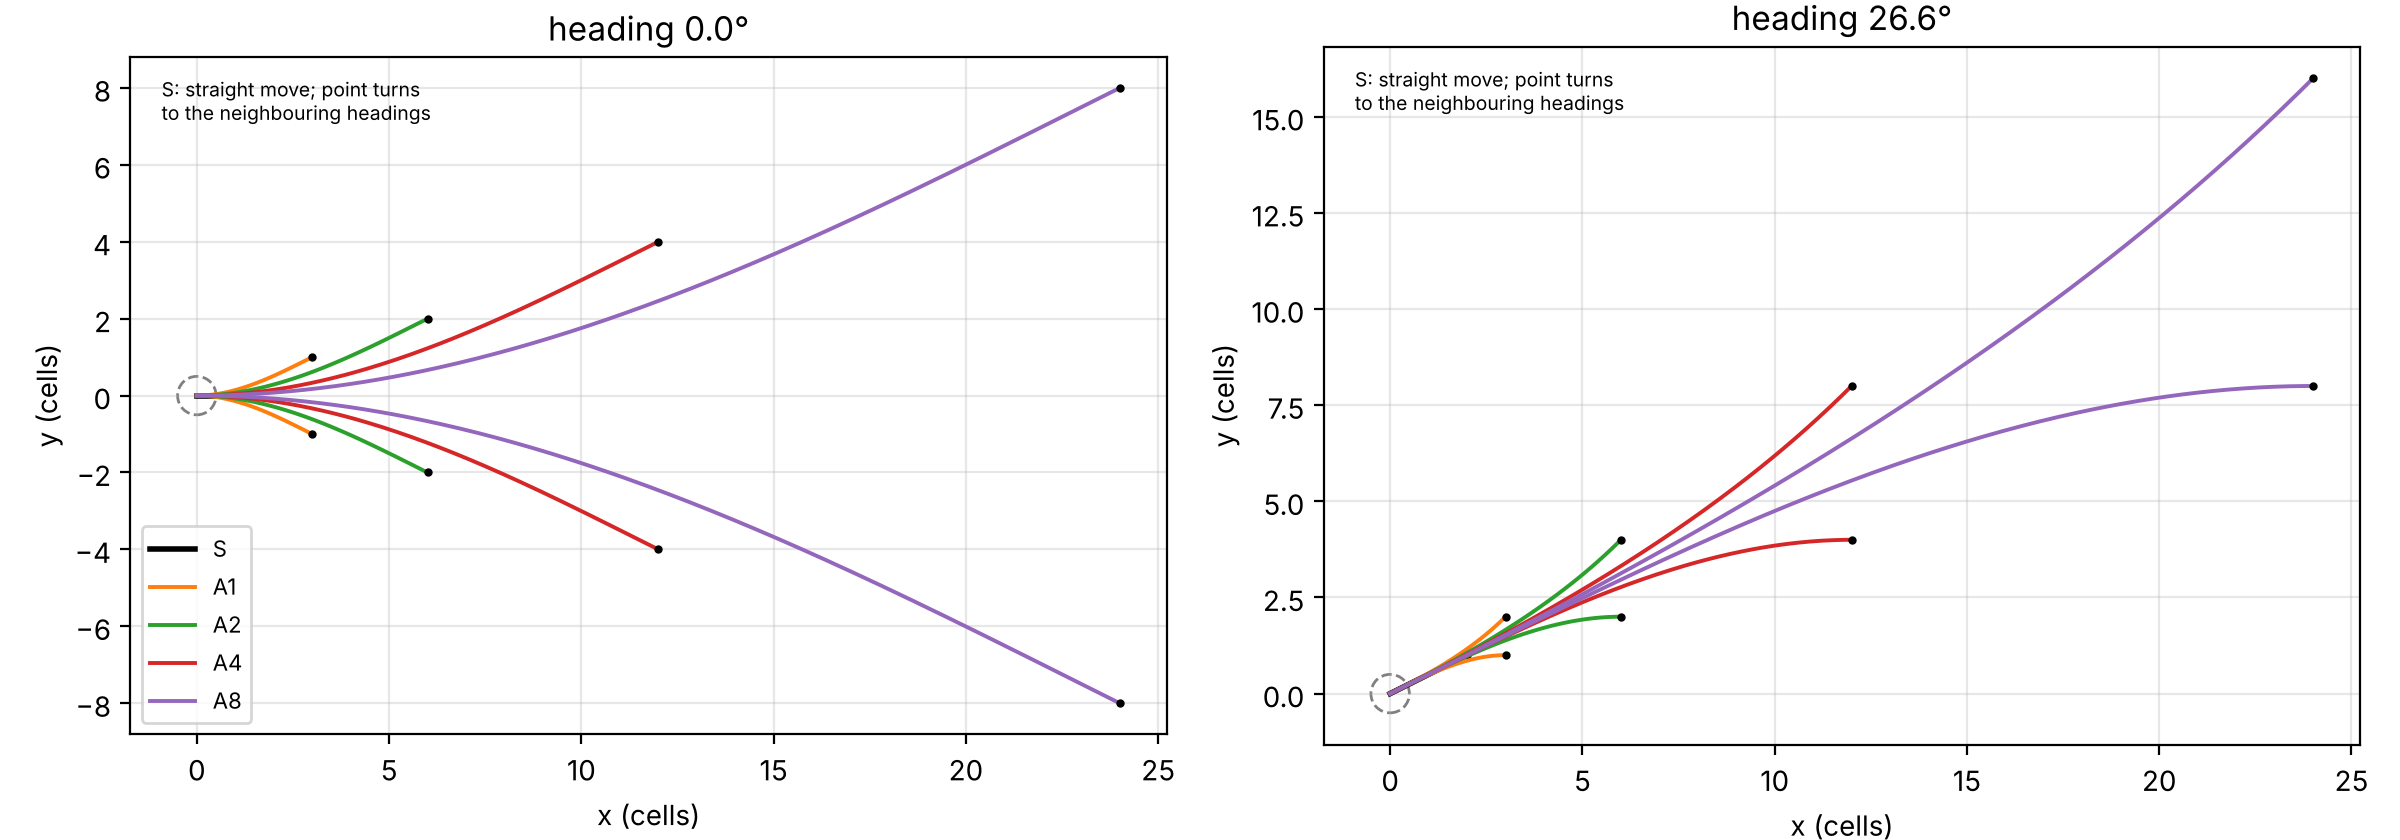 heading 0.0°
S: straight move; point turns
to the neighbouring headings
8
6
4
2
0
−2
−4
−6
−8
y (cells)
S
A1
A2
A4
A8
0
5
10
15
20
25
x (cells)
heading 26.6°
S: straight move; point turns
to the neighbouring headings
15.0
12.5
10.0
7.5
5.0
2.5
0.0
y (cells)
0
5
10
15
20
25
x (cells)